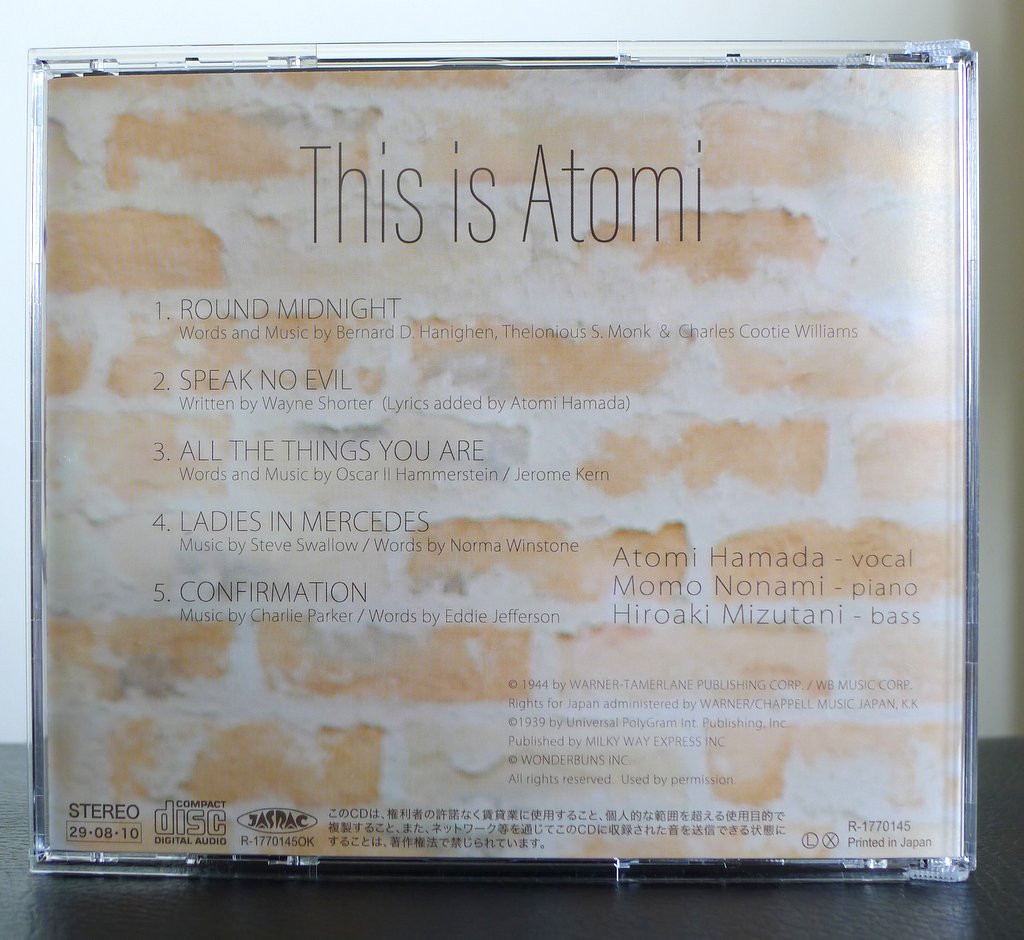 This is Atomi
1. ROUND MIDNIGHT
Words and Music by Bernard D. Hanighen, Thelonious S. Monk & Charles Cootie Williams
2. SPEAK NO EVIL
Written by Wayne Shorter (Lyrics added by Atomi Hamada)
3. ALL THE THINGS YOU ARE
Words and Music by Oscar II Hammerstein / Jerome Kern
4. LADIES IN MERCEDES
Music by Steve Swallow / Words by Norma Winstone
5. CONFIRMATION
Music by Charlie Parker / Words by Eddie Jefferson
Atomi Hamada - vocal
Momo Nonami - piano
Hiroaki Mizutani - bass
© 1944 by WARNER-TAMERLANE PUBLISHING CORP. / WB MUSIC CORP.
Rights for Japan administered by WARNER/CHAPPELL MUSIC JAPAN, K.K
©1939 by Universal PolyGram Int. Publishing, Inc.
Published by MILKY WAY EXPRESS INC
© WONDERBUNS INC.
All rights reserved. Used by permission.
STEREO
29・08・10
COMPACT
disc
DIGITAL AUDIO
JASRAC
R-1770145OK
このCDは、権利者の許諾なく賃貸業に使用すること、個人的な範囲を超える使用目的で
複製すること、また、ネットワーク等を通じてこのCDに収録された音を送信できる状態に
することは、著作権法で禁じられています。
Ⓛ Ⓧ
R-1770145
Printed in Japan